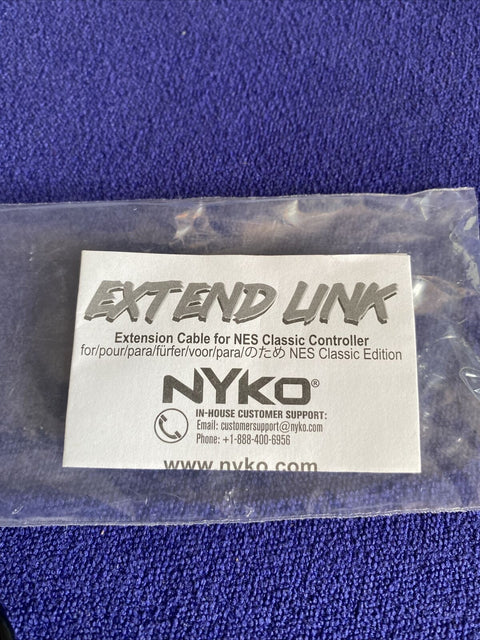 EXTEND LINK
Extension Cable for NES Classic Controller
for/pour/para/fürfer/voor/para/のため NES Classic Edition
NYKO®
IN-HOUSE CUSTOMER SUPPORT:
Email: customersupport@nyko.com
Phone: +1-888-400-6956
www.nyko.com